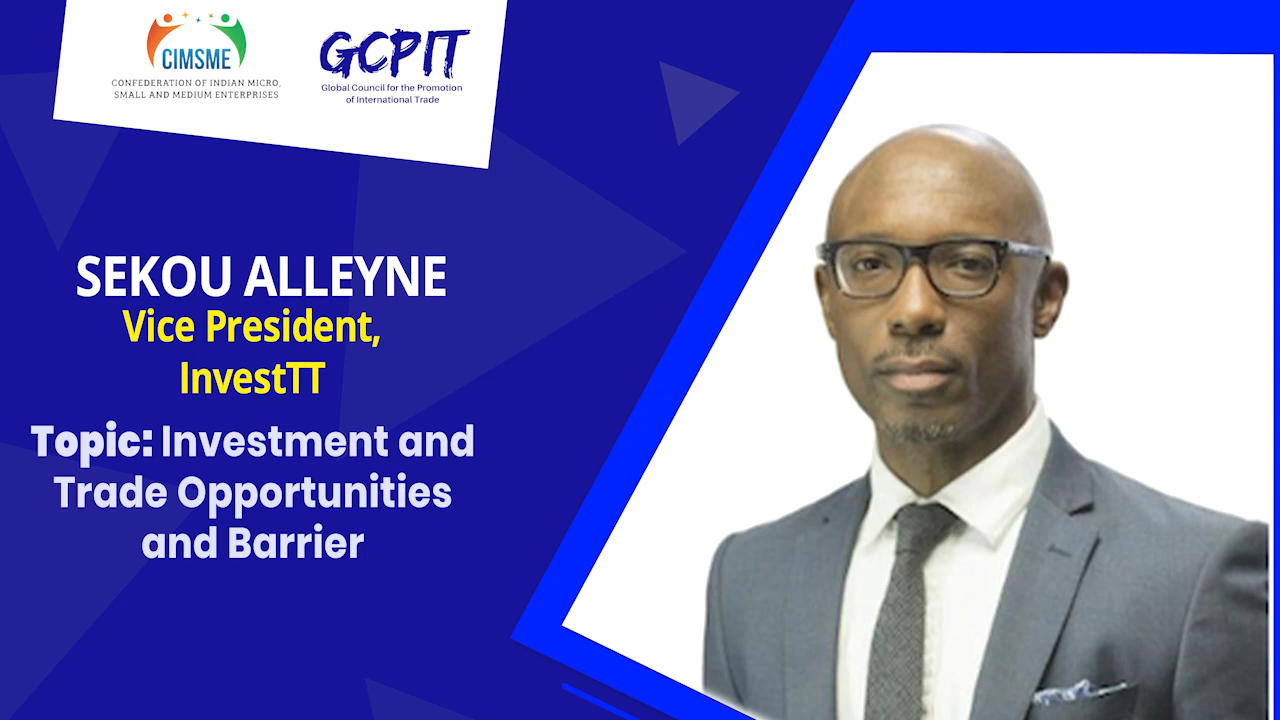 CIMSME
CONFEDERATION OF INDIAN MICRO,
SMALL AND MEDIUM ENTERPRISES
GCPIT
Global Council for the Promotion
of International Trade
SEKOU ALLEYNE
Vice President,
InvestTT
Topic: Investment and
Trade Opportunities
and Barrier